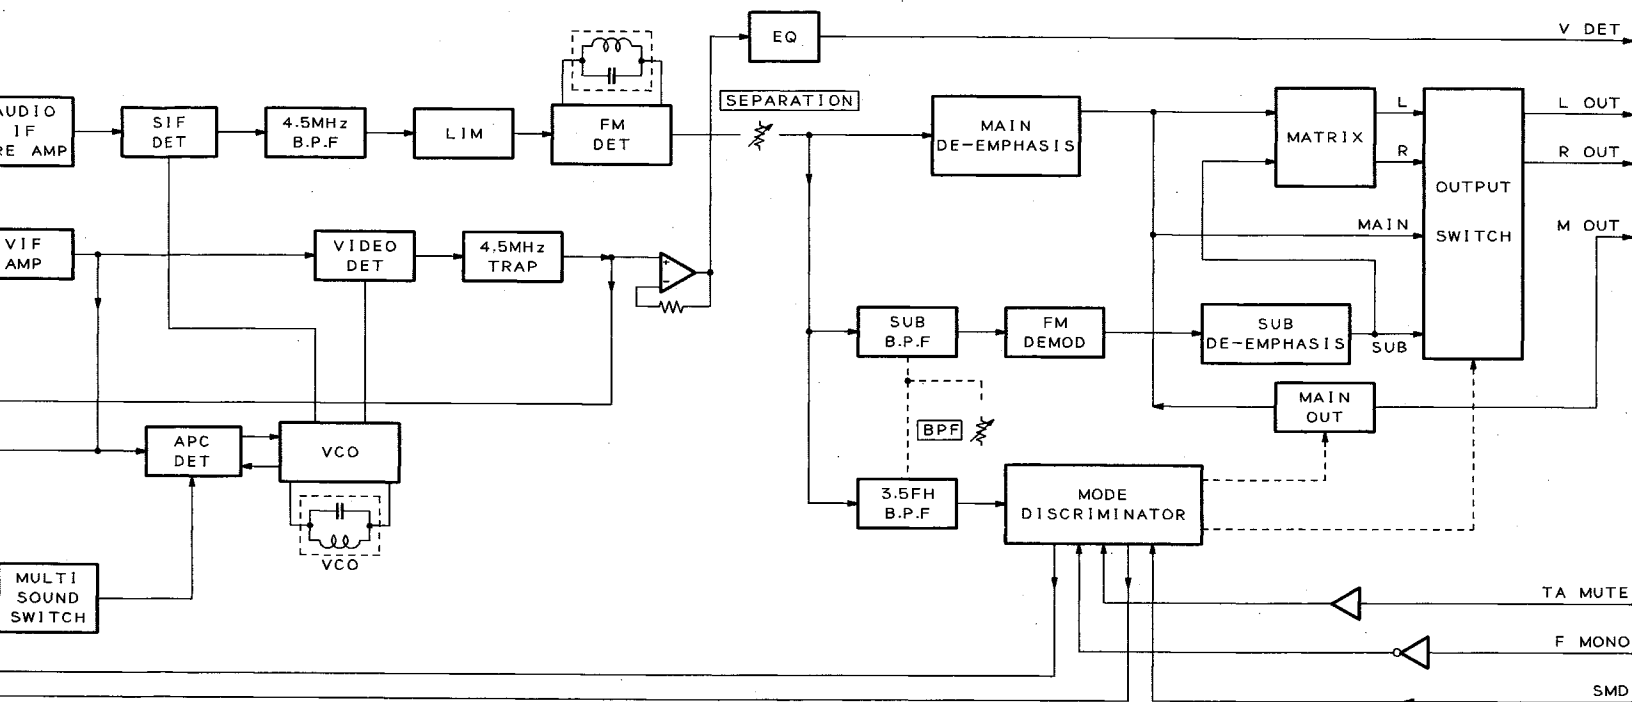 EQ
V DET
AUDIO
IF
RE AMP
SIF
DET
4.5MHz
B.P.F
LIM
FM
DET
SEPARATION
MAIN
DE-EMPHASIS
MATRIX
L
R
OUTPUT
SWITCH
L OUT
R OUT
MAIN
M OUT
VIF
AMP
VIDEO
DET
4.5MHz
TRAP
+
-
SUB
B.P.F
FM
DEMOD
SUB
DE-EMPHASIS
SUB
MAIN
OUT
APC
DET
VCO
BPF
VCO
3.5FH
B.P.F
MODE
DISCRIMINATOR
MULTI
SOUND
SWITCH
TA MUTE
F MONO
SMD